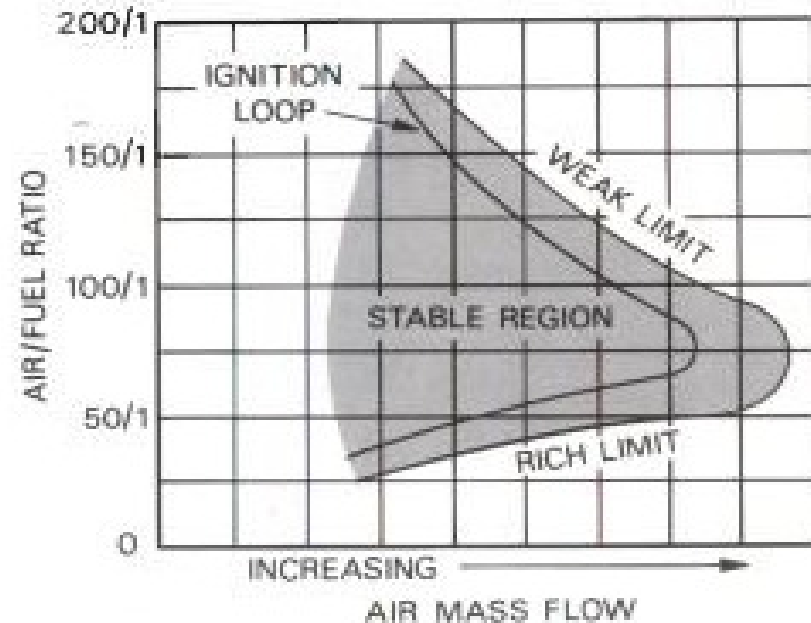 200/1
IGNITION
LOOP
150/1
WEAK LIMIT
AIR/FUEL RATIO
100/1
STABLE REGION
50/1
RICH LIMIT
0
INCREASING
AIR MASS FLOW